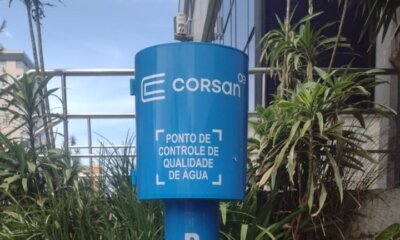 CORSAN
PONTO DE
CONTROLE DE
QUALIDADE
DE ÁGUA